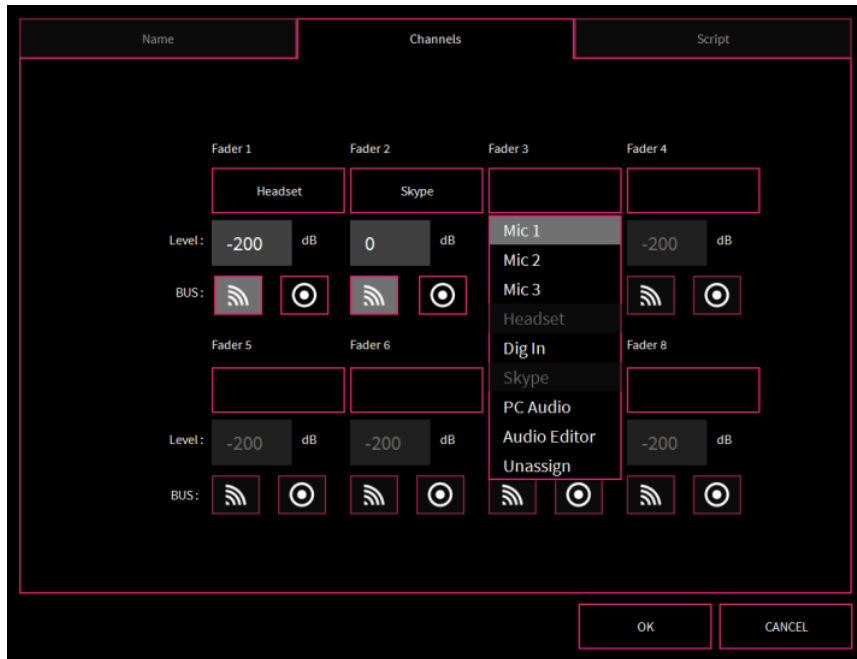 Name Channels Script
Fader 1 Fader 2 Fader 3 Fader 4
Headset Skype
Level: -200 dB 0 dB -200 dB
BUS:
Mic 1
Mic 2
Mic 3
Headset
Dig In
Skype
PC Audio
Audio Editor
Unassign
Fader 5 Fader 6 Fader 8
Level: -200 dB -200 dB -200 dB
BUS:
OK CANCEL